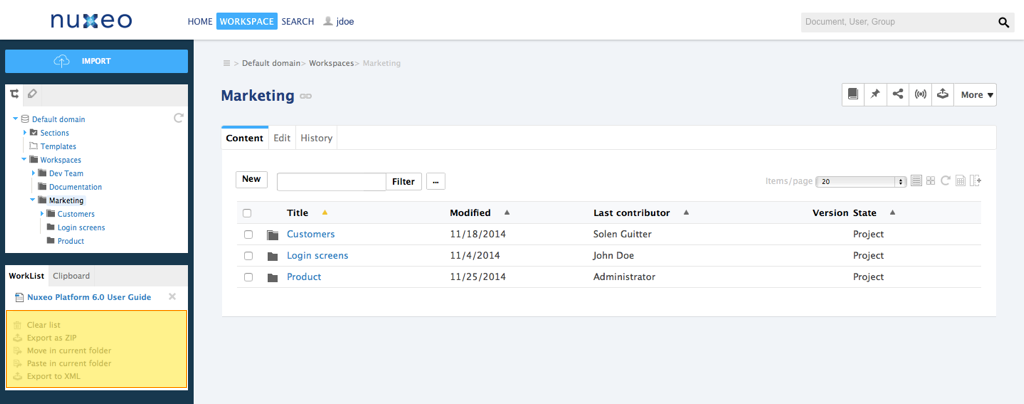 nuxeo
HOME WORKSPACE SEARCH jdoe
Document, User, Group
IMPORT
Default domain
Sections
Templates
Workspaces
Dev Team
Documentation
Marketing
Customers
Login screens
Product
WorkList Clipboard
Nuxeo Platform 6.0 User Guide
Clear list
Export as ZIP
Move in current folder
Paste in current folder
Export to XML
> Default domain> Workspaces> Marketing
Marketing
More
Content Edit History
New Filter ...
Items/page 20
Title Modified Last contributor Version State
Customers 11/18/2014 Solen Guitter Project
Login screens 11/4/2014 John Doe Project
Product 11/25/2014 Administrator Project